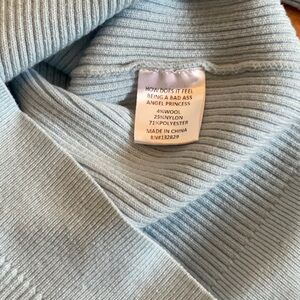 HOW DOES IT FEEL
BEING A BAD ASS
ANGEL PRINCESS
4%WOOL
25%NYLON
71%POLYESTER
MADE IN CHINA
RN#132829